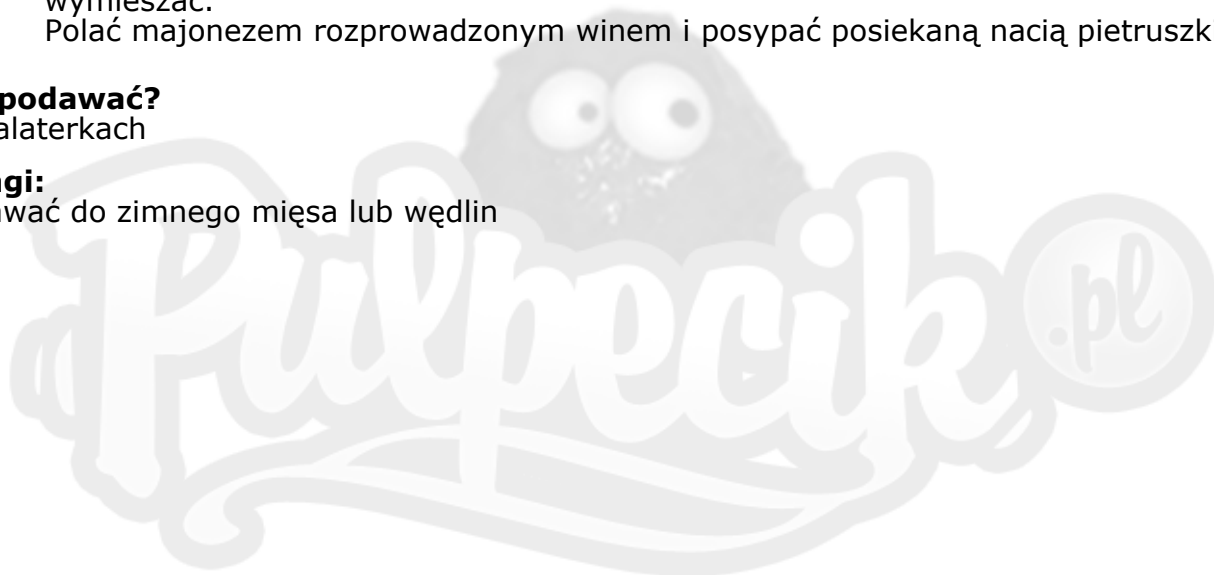 wymieszać.
Polać majonezem rozprowadzonym winem i posypać posiekaną nacią pietruszk
podawać?
alaterkach
gi:
wać do zimnego mięsa lub wędlin
Pulpecik.pl